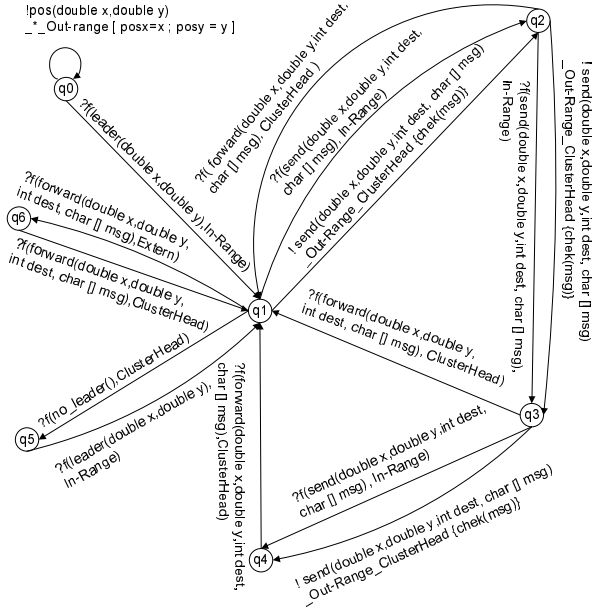 !pos(double x,double y)
_*_Out-range [ posx=x ; posy = y ]
q0
?f(leader(double x,double y),In-Range)
?f( forward(double x,double y,int dest,
char [] msg), ClusterHead )
?f(send(double x,double y,int dest,
char [] msg), In-Range)
! send(double x,double y,int dest, char [] msg)
_Out-Range_ClusterHead {chek(msg)}
q2
?f(send(double x,double y,int dest, char [] msg),
In-Range)
! send(double x,double y,int dest, char [] msg)
_Out-Range_ClusterHead {chek(msg)}
q6
?f(forward(double x,double y,
int dest, char [] msg),Extern)
?f(forward(double x,double y,
int dest, char [] msg),ClusterHead)
q1
?f(forward(double x,double y,
int dest, char [] msg), ClusterHead)
q3
?f(no_leader(),ClusterHead)
q5
?f(leader(double x,double y),
In-Range)
?f(forward(double x,double y,int dest,
char [] msg),ClusterHead)
?f(send(double x,double y,int dest,
char [] msg), In-Range)
q4
! send(double x,double y,int dest, char [] msg)
_Out-Range_ClusterHead {chek(msg)}